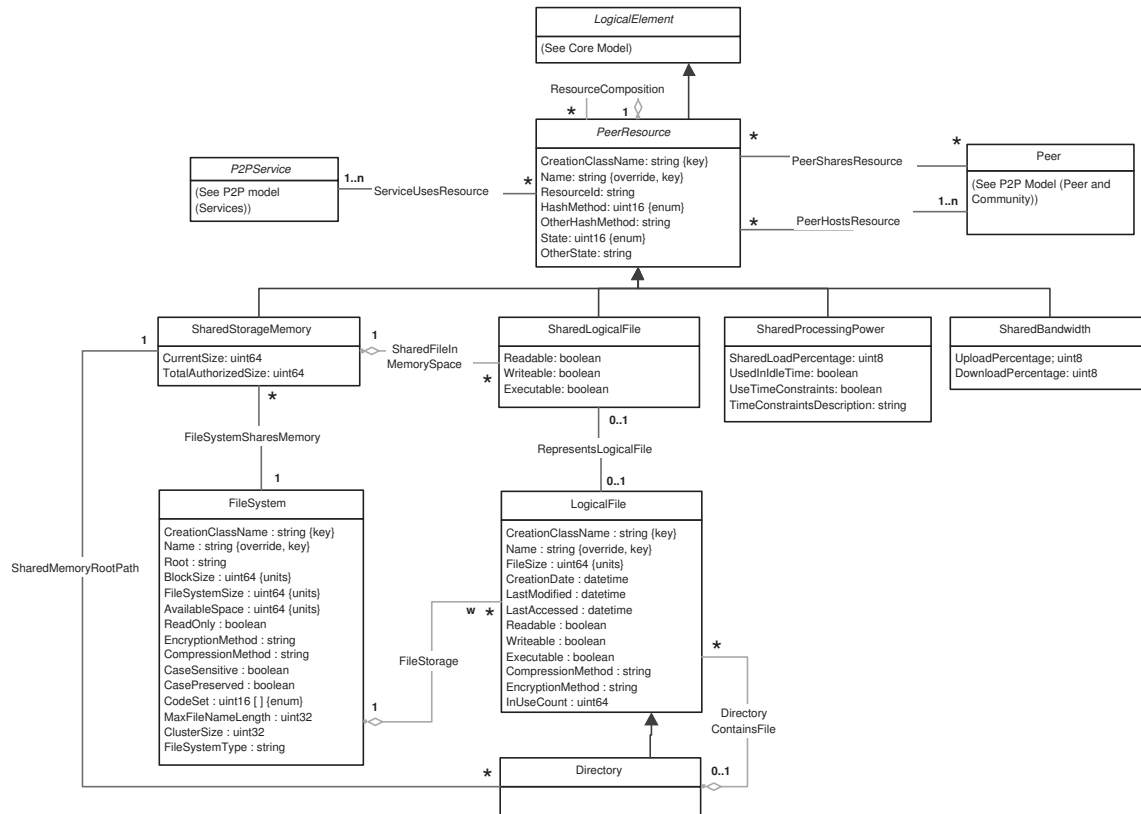 LogicalElement
(See Core Model)
ResourceComposition
*
1
PeerResource
CreationClassName: string {key}
Name: string {override, key}
ResourceId: string
HashMethod: uint16 {enum}
OtherHashMethod: string
State: uint16 {enum}
OtherState: string
P2PService
(See P2P model
(Services))
1..n
ServiceUsesResource
*
*
PeerSharesResource
*
Peer
(See P2P Model (Peer and
Community))
*
PeerHostsResource
1..n
SharedStorageMemory
CurrentSize: uint64
TotalAuthorizedSize: uint64
1
1
SharedFileIn
MemorySpace
*
SharedLogicalFile
Readable: boolean
Writeable: boolean
Executable: boolean
SharedProcessingPower
SharedLoadPercentage: uint8
UsedInIdleTime: boolean
UseTimeConstraints: boolean
TimeConstraintsDescription: string
SharedBandwidth
UploadPercentage; uint8
DownloadPercentage: uint8
*
FileSystemSharesMemory
1
0..1
RepresentsLogicalFile
0..1
FileSystem
CreationClassName : string {key}
Name : string {override, key}
Root : string
BlockSize : uint64 {units}
FileSystemSize : uint64 {units}
AvailableSpace : uint64 {units}
ReadOnly : boolean
EncryptionMethod : string
CompressionMethod : string
CaseSensitive : boolean
CasePreserved : boolean
CodeSet : uint16 [ ] {enum}
MaxFileNameLength : uint32
ClusterSize : uint32
FileSystemType : string
SharedMemoryRootPath
w
*
FileStorage
1
LogicalFile
CreationClassName : string {key}
Name : string {override, key}
FileSize : uint64 {units}
CreationDate : datetime
LastModified : datetime
LastAccessed : datetime
Readable : boolean
Writeable : boolean
Executable : boolean
CompressionMethod : string
EncryptionMethod : string
InUseCount : uint64
*
Directory
ContainsFile
0..1
*
Directory